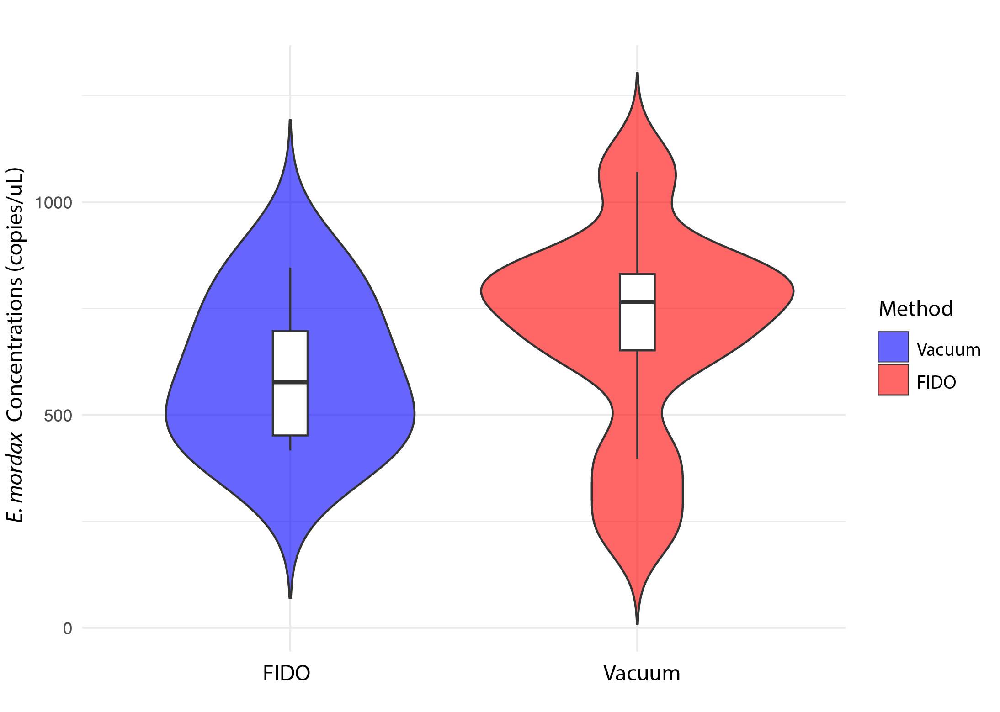 E. mordax Concentrations (copies/uL)
1000
500
0
FIDO
Vacuum
Method
Vacuum
FIDO